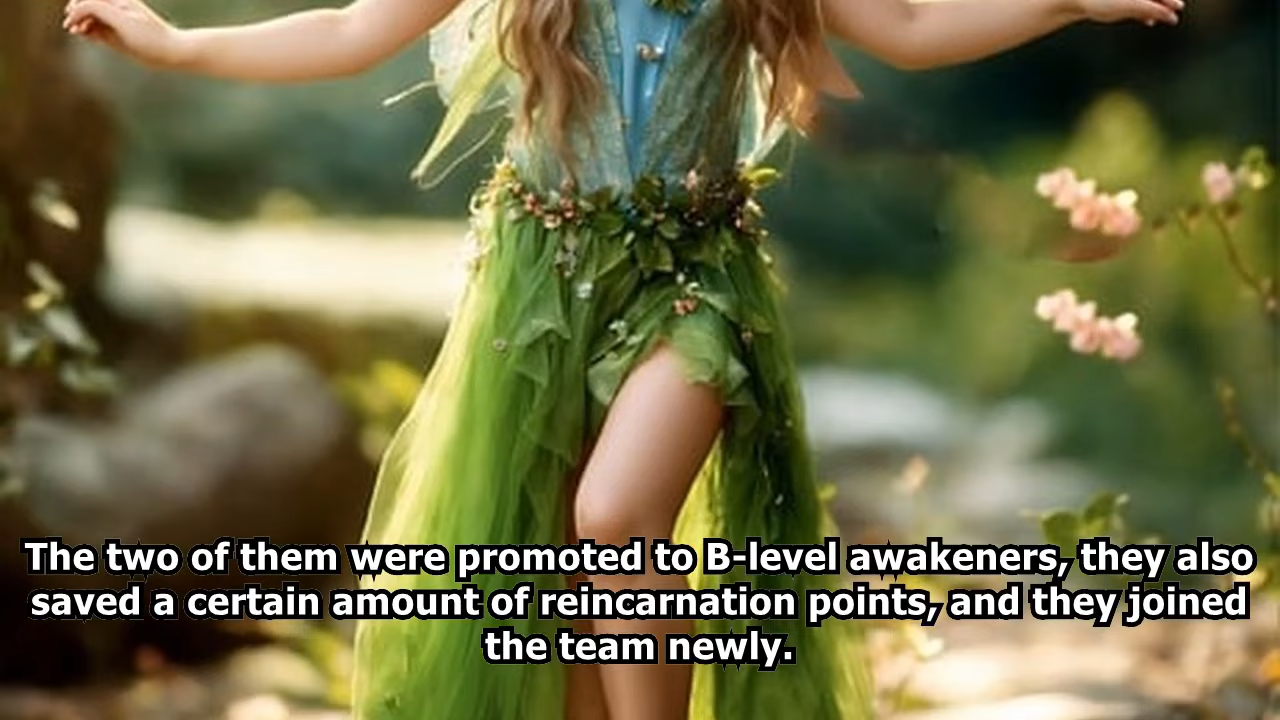 The two of them were promoted to B-level awakeners, they also
saved a certain amount of reincarnation points, and they joined
the team newly.